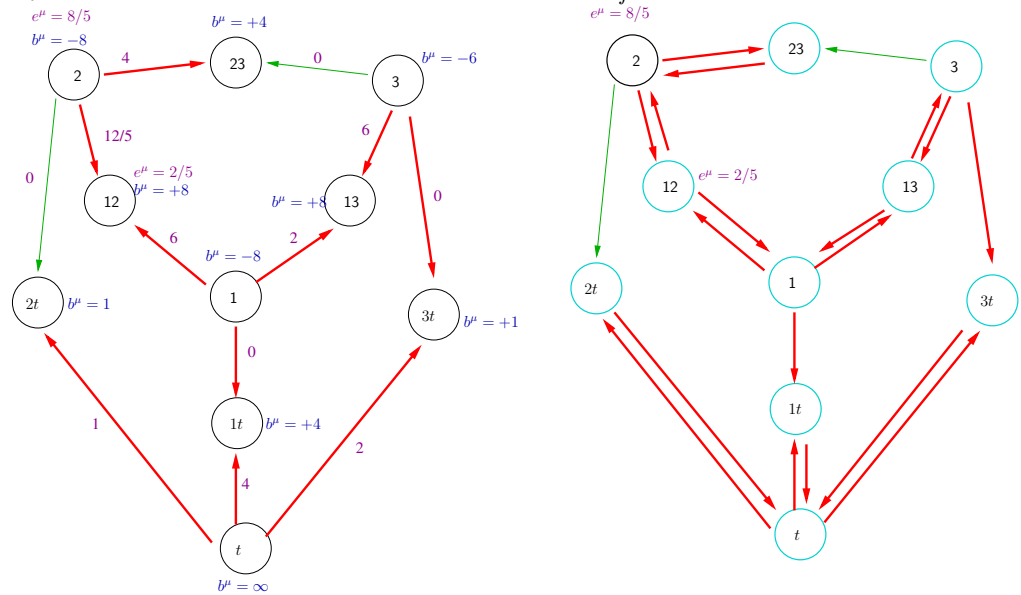 e^μ = 8/5
b^μ = −8
b^μ = +4
4
2
23
0
3
b^μ = −6
12/5
6
0
e^μ = 2/5
b^μ = +8
12
b^μ = +8
13
0
6
2
b^μ = −8
1
2t
b^μ = 1
3t
b^μ = +1
0
1t
b^μ = +4
1
2
4
t
b^μ = ∞
e^μ = 8/5
2
23
3
12
e^μ = 2/5
13
1
2t
3t
1t
t